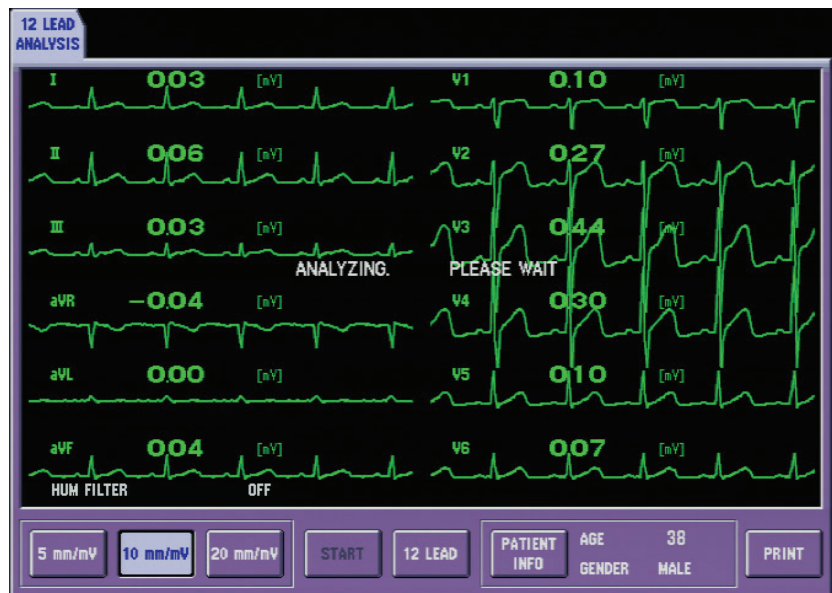 12 LEAD
ANALYSIS
I 0.03 [mV]
V1 0.10 [mV]
II 0.06 [mV]
V2 0.27 [mV]
III 0.03 [mV]
V3 0.44 [mV]
ANALYZING. PLEASE WAIT
aVR -0.04 [mV]
V4 0.30 [mV]
aVL 0.00 [mV]
V5 0.10 [mV]
aVF 0.04 [mV]
V6 0.07 [mV]
HUM FILTER OFF
5 mm/mV
10 mm/mV
20 mm/mV
START
12 LEAD
PATIENT
INFO
AGE 38
GENDER MALE
PRINT